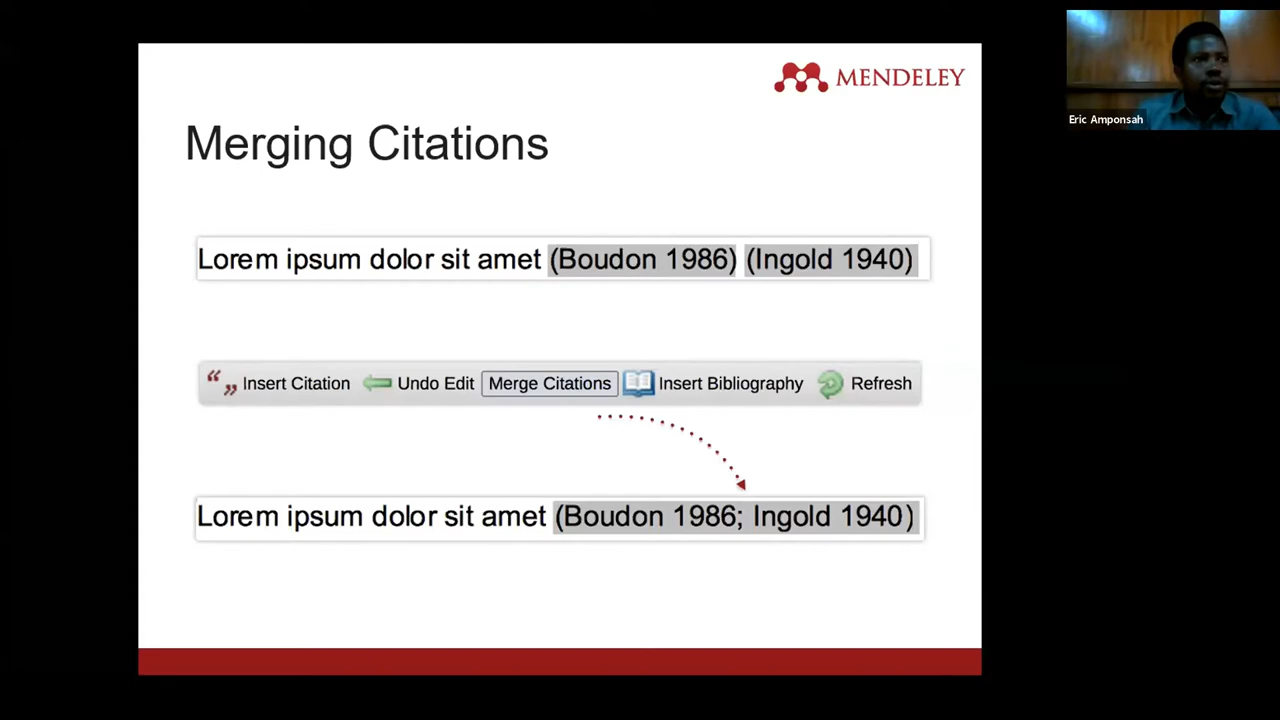 MENDELEY
Eric Amponsah
Merging Citations
Lorem ipsum dolor sit amet (Boudon 1986) (Ingold 1940)
Insert Citation Undo Edit Merge Citations Insert Bibliography Refresh
Lorem ipsum dolor sit amet (Boudon 1986; Ingold 1940)